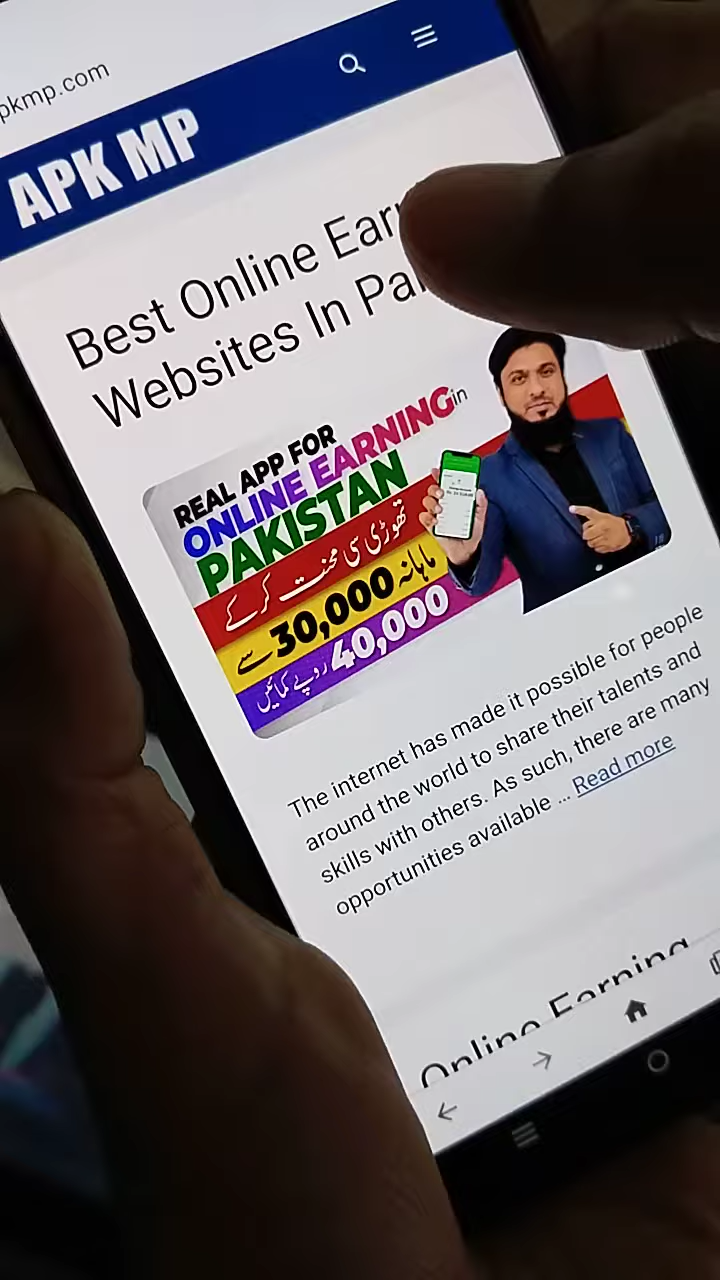 pkmp.com
APK MP
Best Online Earn
Websites In Pa
REAL APP FOR
ONLINE EARNING in
PAKISTAN
تھوڑی سی محنت کرکے
ماہانہ 30,000 سے
40,000 روپے کمائیں
The internet has made it possible for people
around the world to share their talents and
skills with others. As such, there are many
opportunities available ... Read more
Online Earning